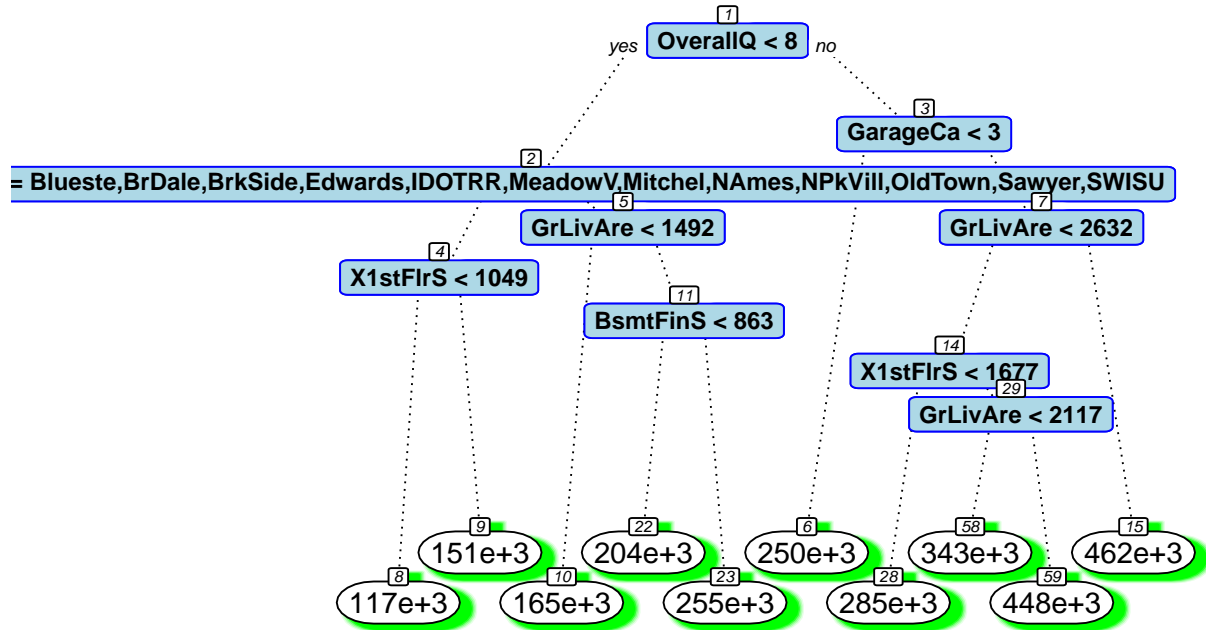 1
OverallQ < 8
yes
no
3
GarageCa < 3
2
= Blueste,BrDale,BrkSide,Edwards,IDOTRR,MeadowV,Mitchel,NAmes,NPkVill,OldTown,Sawyer,SWISU
5
GrLivAre < 1492
7
GrLivAre < 2632
4
X1stFlrS < 1049
11
BsmtFinS < 863
14
X1stFlrS < 1677
29
GrLivAre < 2117
9
151e+3
22
204e+3
6
250e+3
58
343e+3
15
462e+3
8
117e+3
10
165e+3
23
255e+3
28
285e+3
59
448e+3